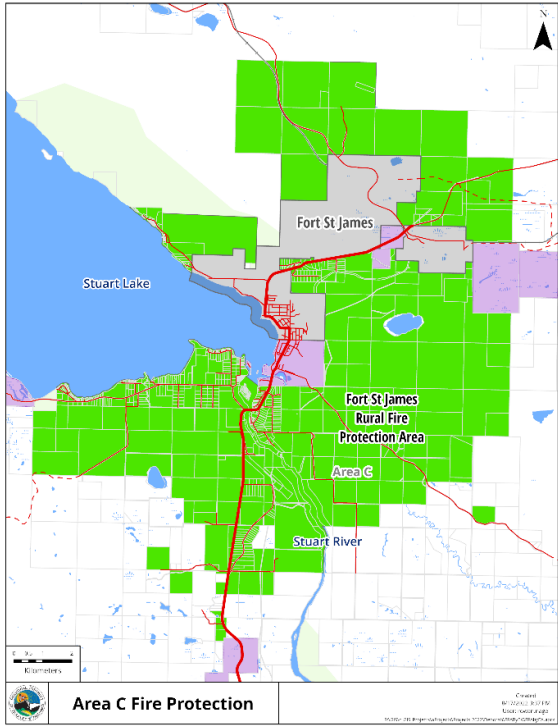 N
Fort St James
Stuart Lake
Fort St James
Rural Fire
Protection Area
Area C
Stuart River
Kilometers
Area C Fire Protection
Created